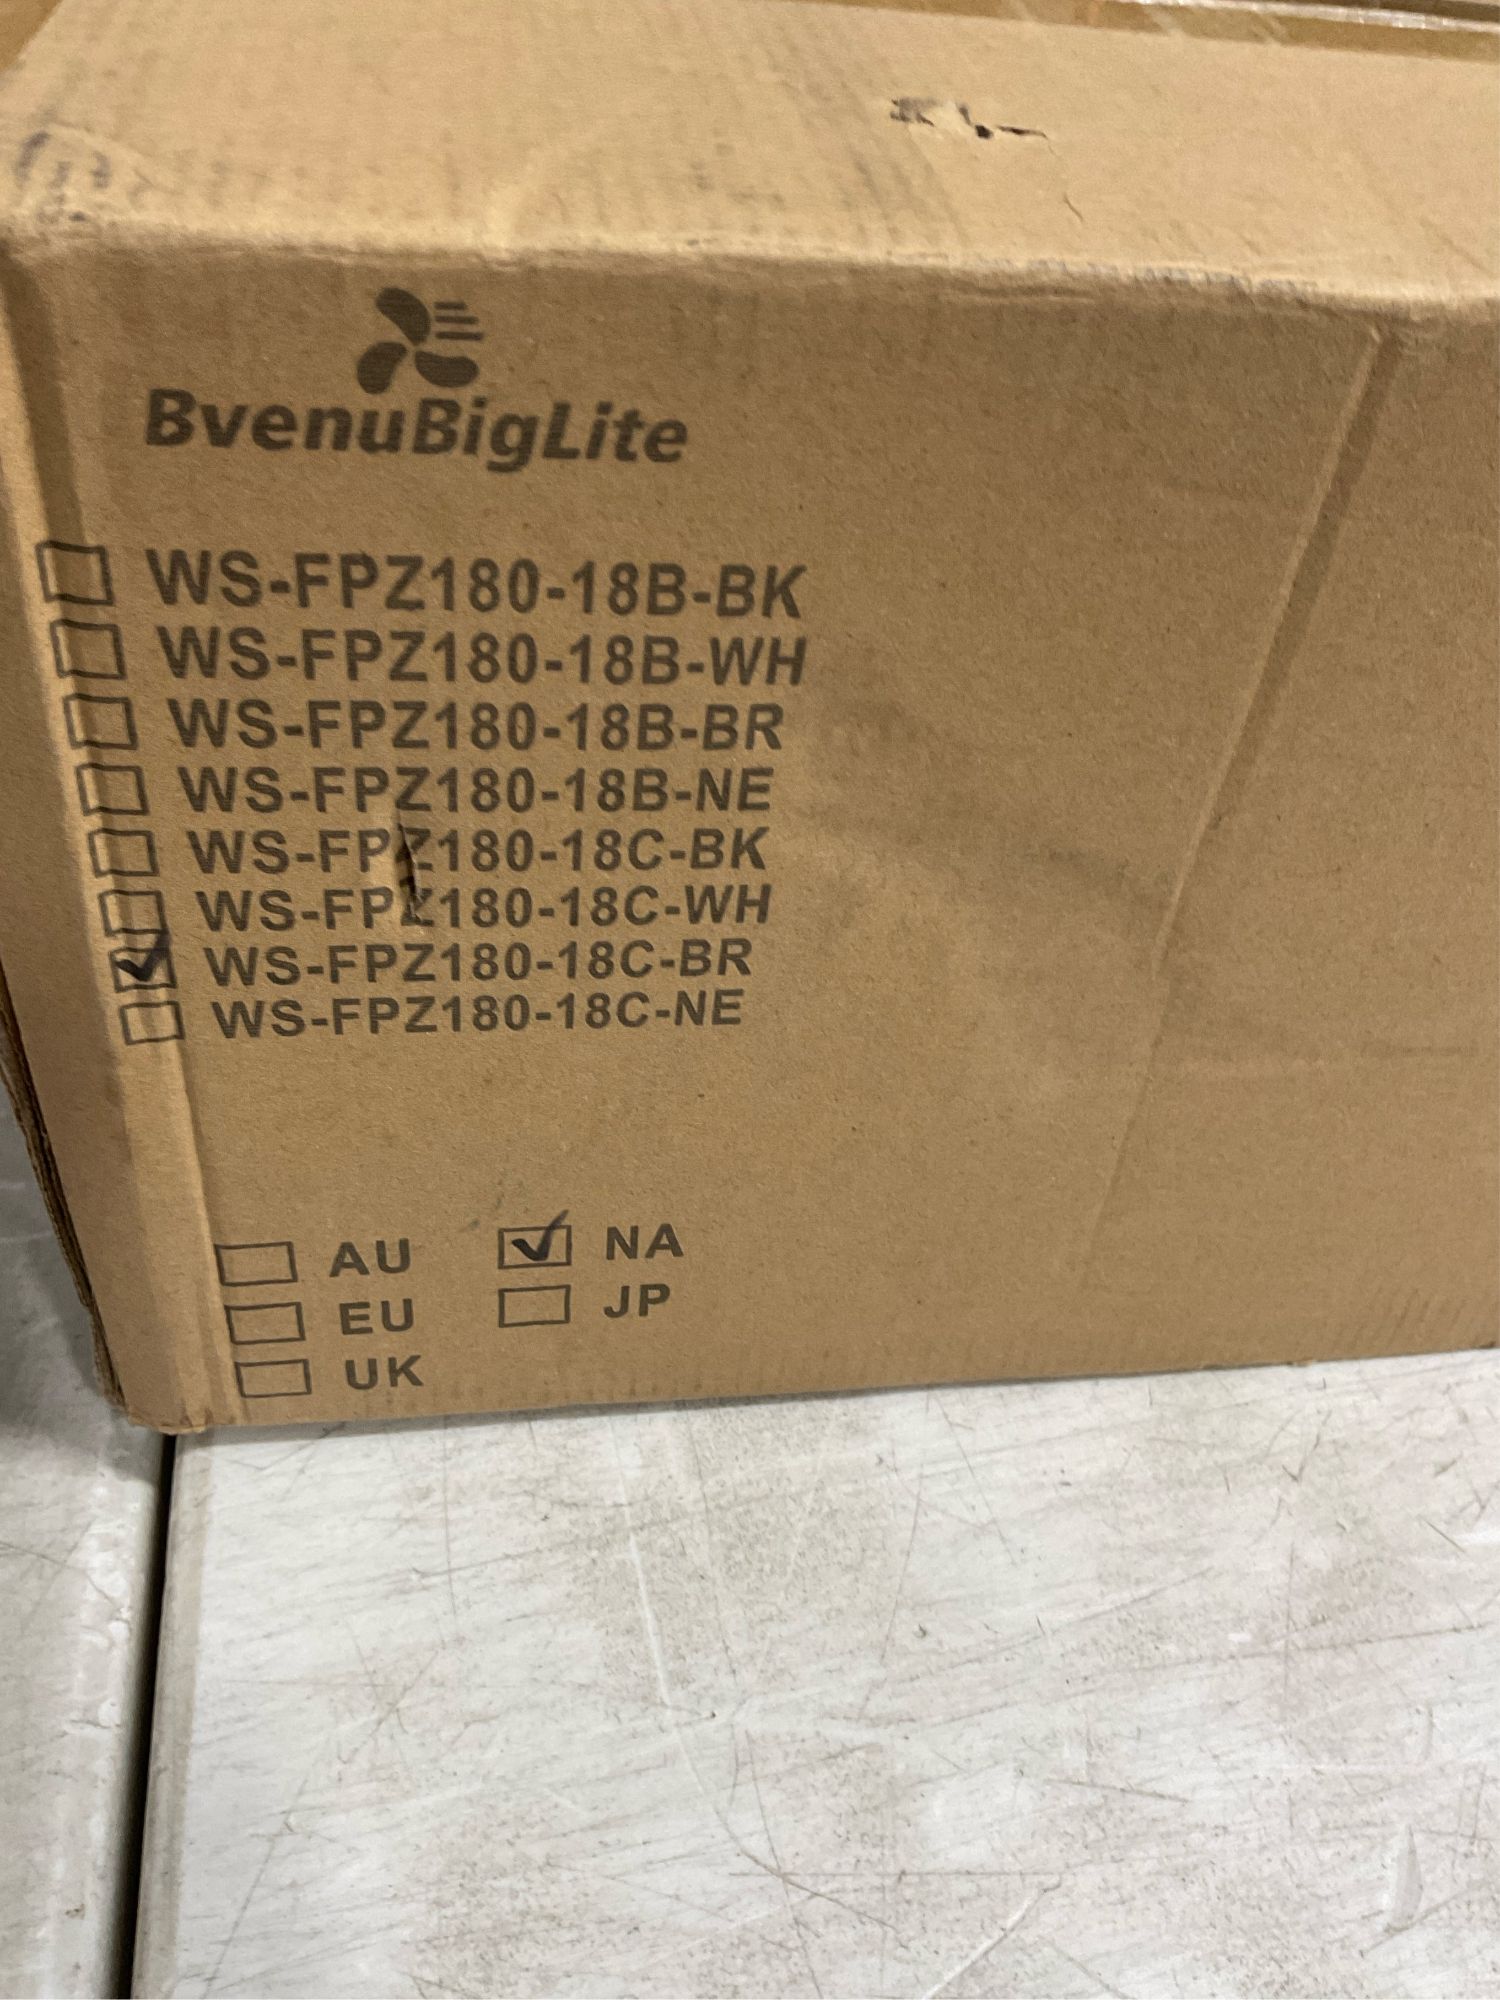 BvenuBigLite
WS-FPZ180-18B-BK
WS-FPZ180-18B-WH
WS-FPZ180-18B-BR
WS-FPZ180-18B-NE
WS-FPZ180-18C-BK
WS-FPZ180-18C-WH
WS-FPZ180-18C-BR
WS-FPZ180-18C-NE
AU NA
EU JP
UK